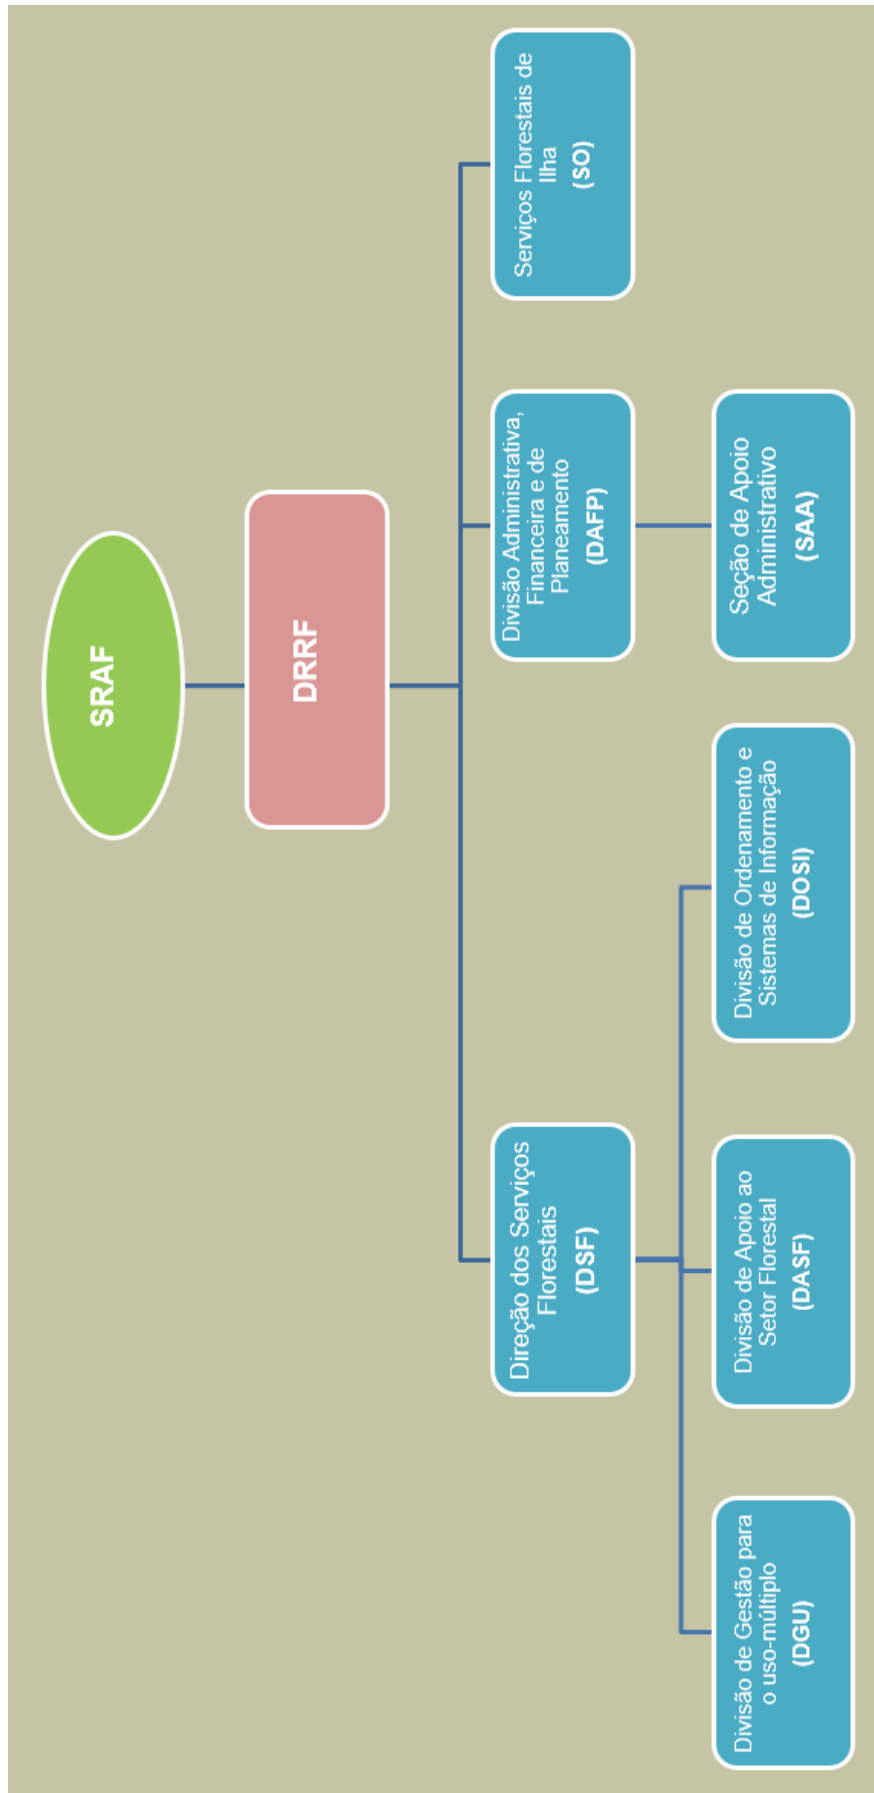 SRAF
DRRF
Direção dos Serviços
Florestais
(DSF)
Divisão Administrativa,
Financeira e de
Planeamento
(DAFP)
Serviços Florestais de
Ilha
(SO)
Divisão de Gestão para
o uso-múltiplo
(DGU)
Divisão de Apoio ao
Setor Florestal
(DASF)
Divisão de Ordenamento e
Sistemas de Informação
(DOSI)
Seção de Apoio
Administrativo
(SAA)